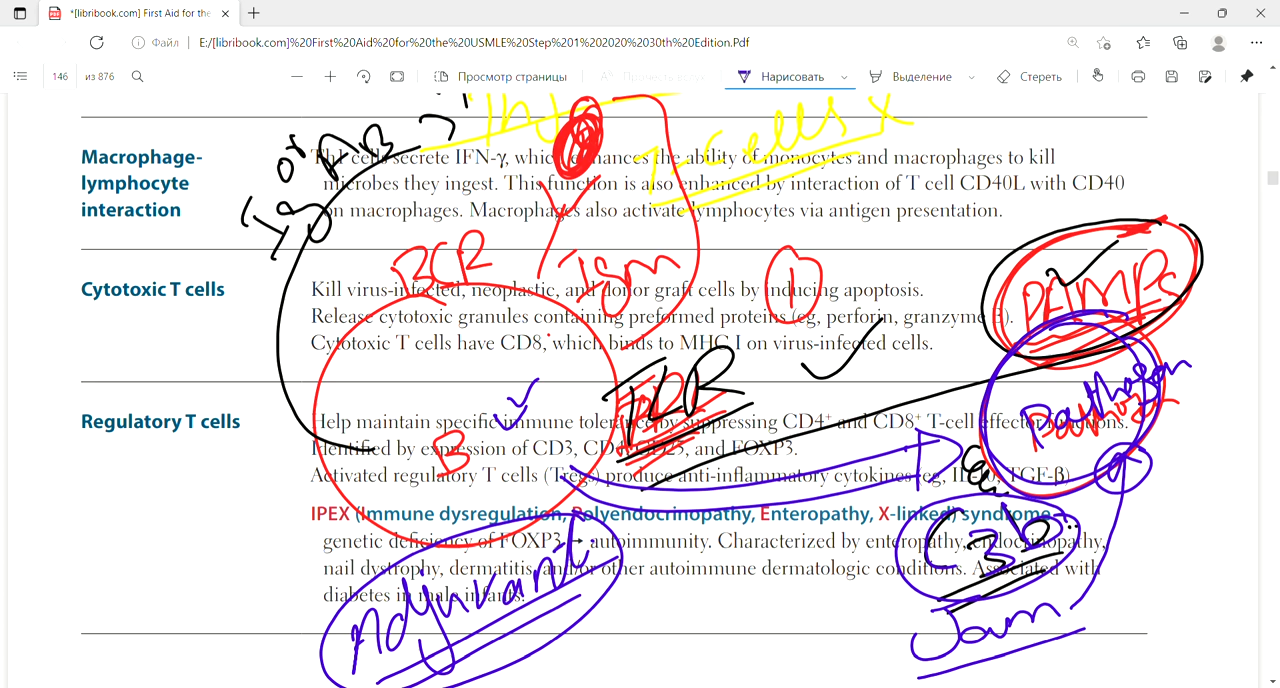 *[libribook.com] First Aid for the
Файл E:/[libribook.com]%20First%20Aid%20for%20the%20USMLE%20Step%201%202020%2030th%20Edition.Pdf
146 из 876 Просмотр страницы Нарисовать Выделение Стереть
T-cells X
or AB
Macrophage-
lymphocyte
interaction
Th1 cells secrete IFN-γ, which enhances the ability of monocytes and macrophages to kill
microbes they ingest. This function is also enhanced by interaction of T cell CD40L with CD40
on macrophages. Macrophages also activate lymphocytes via antigen presentation.
BCR
IgM
1
PAMPs
Cytotoxic T cells
Kill virus-infected, neoplastic, and donor graft cells by inducing apoptosis.
Release cytotoxic granules containing preformed proteins (eg, perforin, granzyme B).
Cytotoxic T cells have CD8, which binds to MHC I on virus-infected cells.
TLR
Pathogen
B
Regulatory T cells
Help maintain specific immune tolerance by suppressing CD4⁺ and CD8⁺ T-cell effector functions.
Identified by expression of CD3, CD4, CD25, and FOXP3.
Activated regulatory T cells (Tregs) produce anti-inflammatory cytokines (eg, IL-10, TGF-β).
IPEX (Immune dysregulation, Polyendocrinopathy, Enteropathy, X-linked) syndrome—
genetic deficiency of FOXP3 → autoimmunity. Characterized by enteropathy, endocrinopathy,
nail dystrophy, dermatitis, and/or other autoimmune dermatologic conditions. Associated with
diabetes in male infants.
C3b
Adjuvant